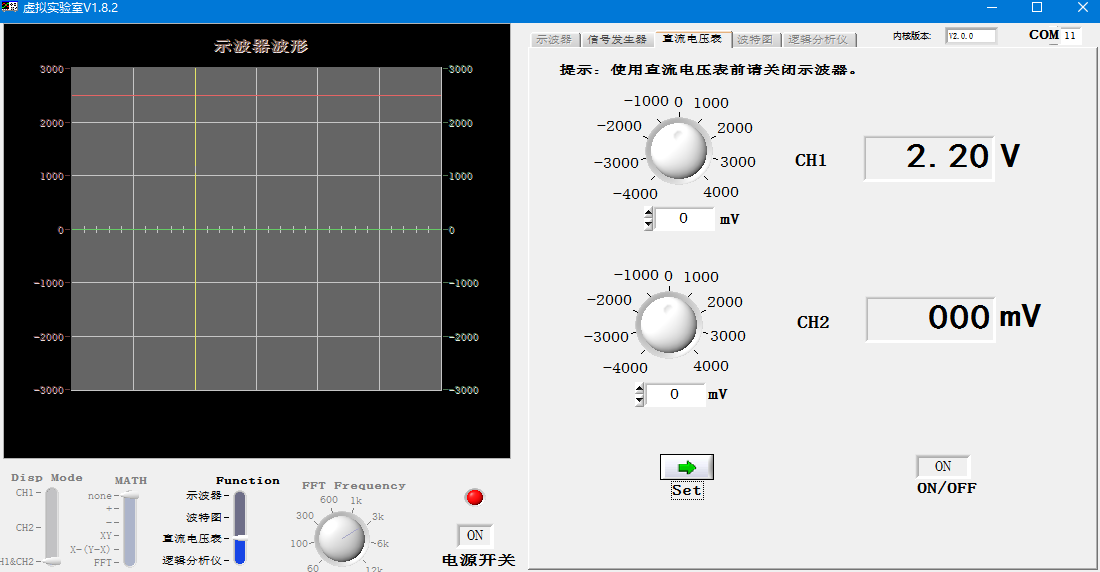 虚拟实验室V1.8.2
示波器波形
3000 3000
2000 2000
1000 1000
0 0
-1000 -1000
-2000 -2000
-3000 -3000
Disp Mode
CH1
CH2
H1&CH2
MATH
none
+
--
XY
X-(Y-X)
FFT
Function
示波器
波特图
直流电压表
逻辑分析仪
FFT Frequency
600 1k
300 3k
100 6k
60 12k
ON
电源开关
示波器 信号发生器 直流电压表 波特图 逻辑分析仪
内核版本: V2.0.0 COM 11
提示: 使用直流电压表前请关闭示波器。
-1000 0 1000
-2000 2000
-3000 3000
-4000 4000
0 mV
CH1 2.20 V
-1000 0 1000
-2000 2000
-3000 3000
-4000 4000
0 mV
CH2 000 mV
Set
ON
ON/OFF